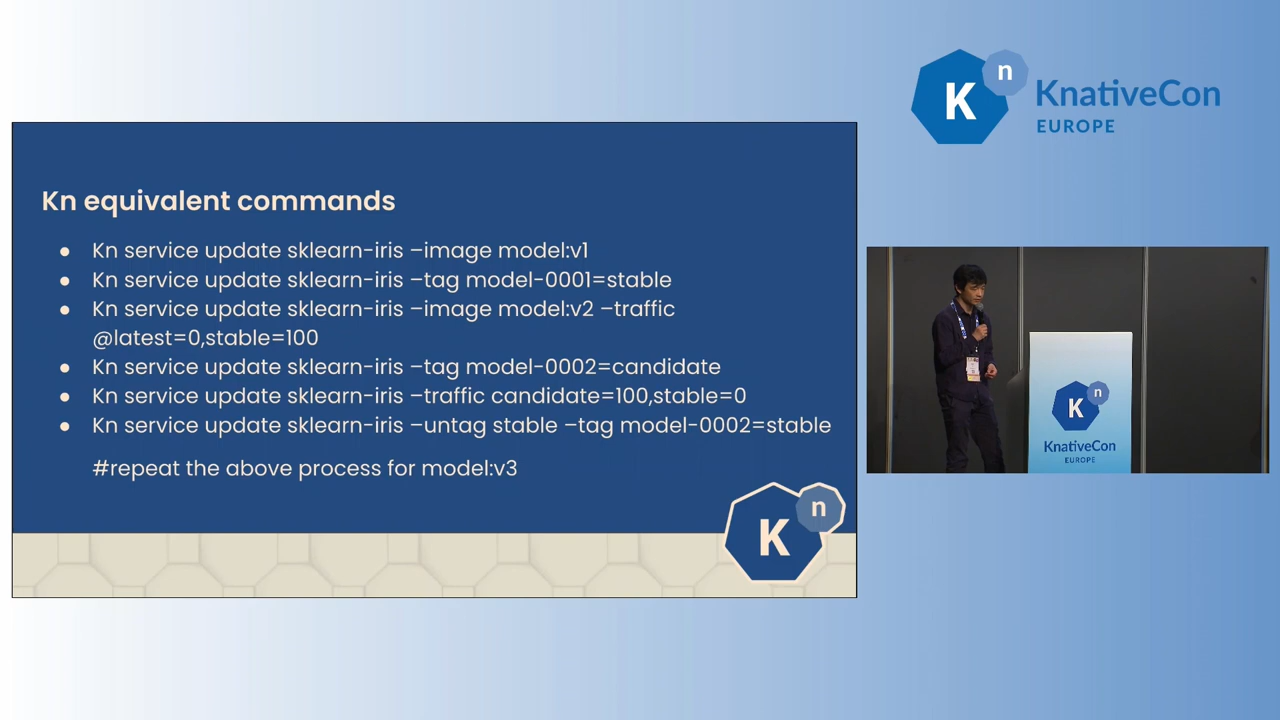 Kn
KnativeCon
EUROPE
Kn equivalent commands
● Kn service update sklearn-iris –image model:v1
● Kn service update sklearn-iris –tag model-0001=stable
● Kn service update sklearn-iris –image model:v2 –traffic
@latest=0,stable=100
● Kn service update sklearn-iris –tag model-0002=candidate
● Kn service update sklearn-iris –traffic candidate=100,stable=0
● Kn service update sklearn-iris –untag stable –tag model-0002=stable
#repeat the above process for model:v3
Kn
Kn
KnativeCon
EUROPE